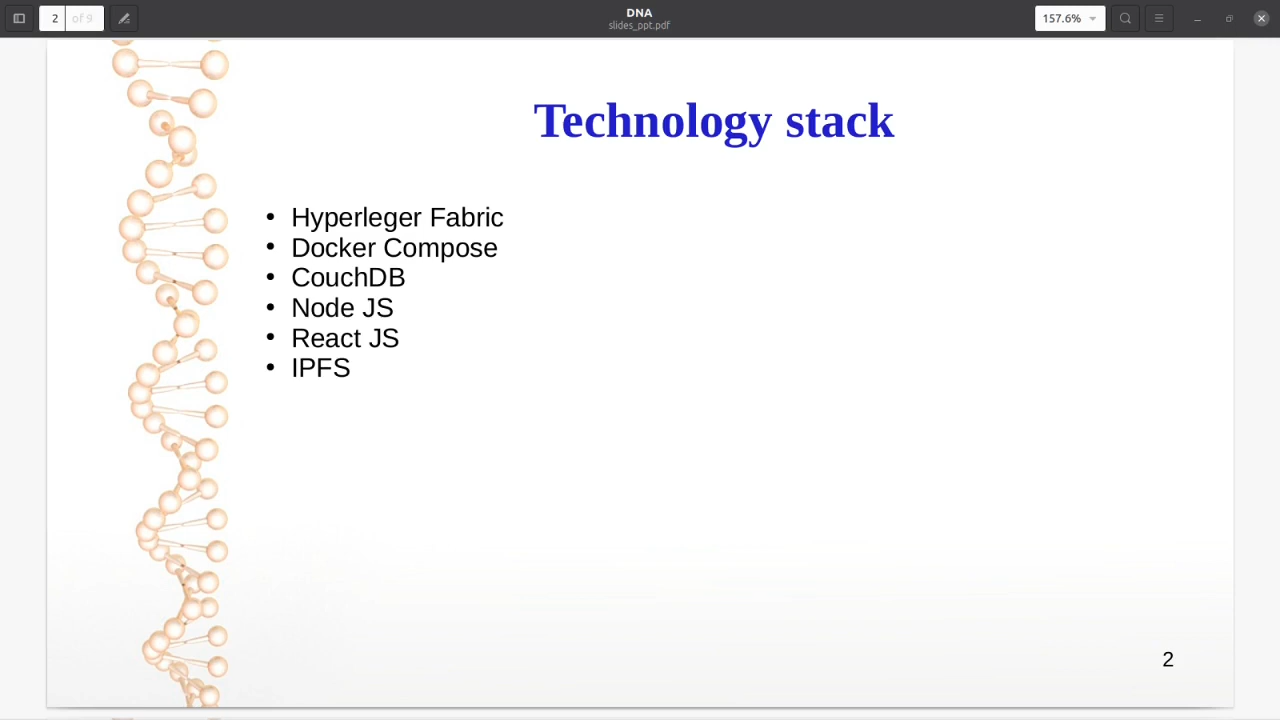 2 of 9
DNA
slides_ppt.pdf
157.6%
Technology stack
• Hyperleger Fabric
• Docker Compose
• CouchDB
• Node JS
• React JS
• IPFS
2